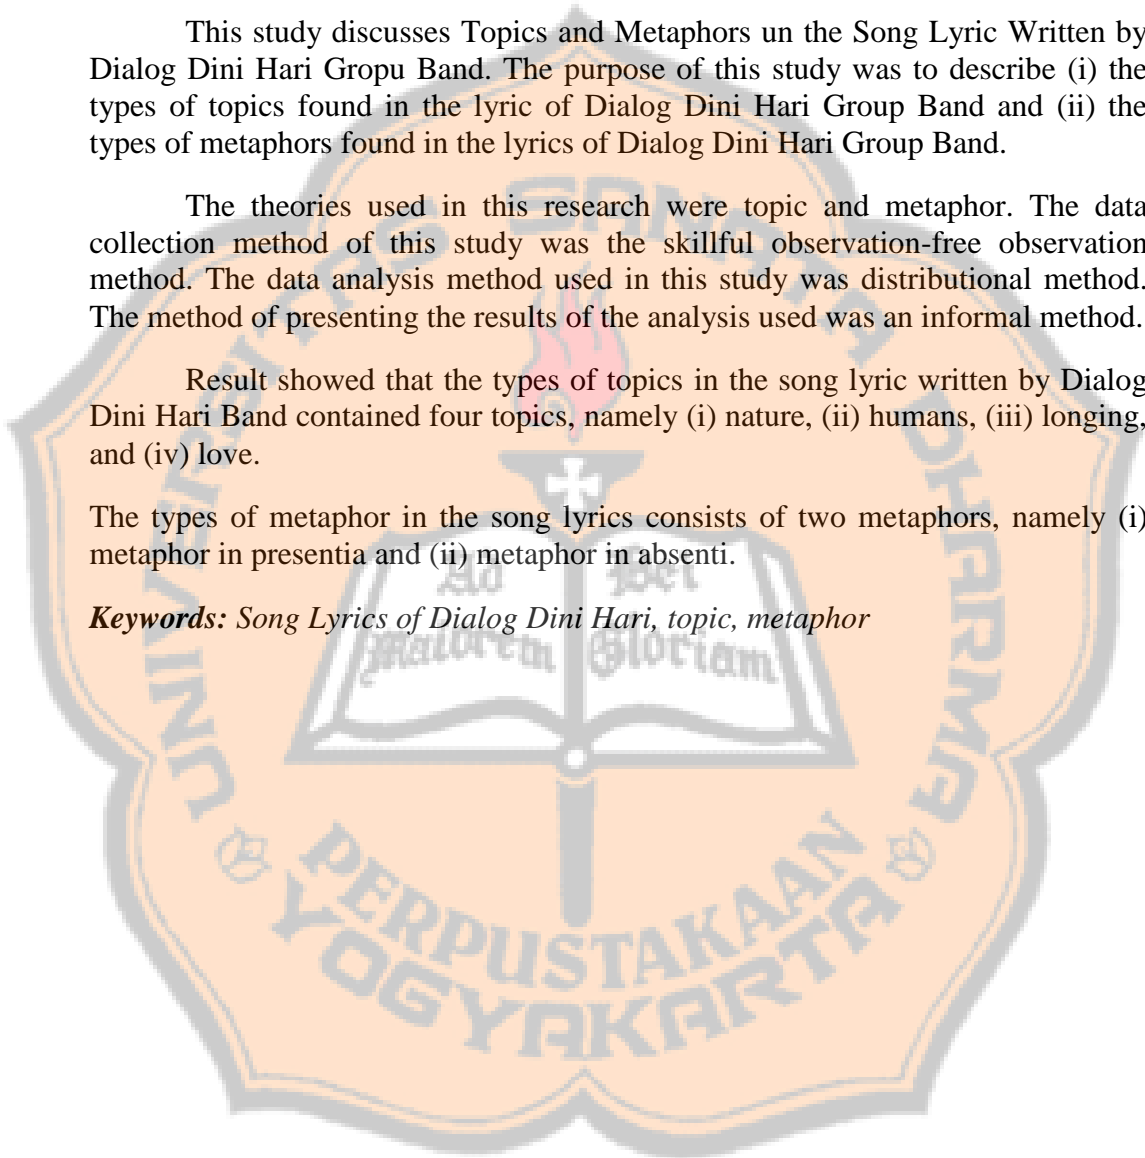 This study discusses Topics and Metaphors un the Song Lyric Written by
Dialog Dini Hari Gropu Band. The purpose of this study was to describe (i) the
types of topics found in the lyric of Dialog Dini Hari Group Band and (ii) the
types of metaphors found in the lyrics of Dialog Dini Hari Group Band.
The theories used in this research were topic and metaphor. The data
collection method of this study was the skillful observation-free observation
method. The data analysis method used in this study was distributional method.
The method of presenting the results of the analysis used was an informal method.
Result showed that the types of topics in the song lyric written by Dialog
Dini Hari Band contained four topics, namely (i) nature, (ii) humans, (iii) longing,
and (iv) love.
The types of metaphor in the song lyrics consists of two metaphors, namely (i)
metaphor in presentia and (ii) metaphor in absenti.
Keywords: Song Lyrics of Dialog Dini Hari, topic, metaphor
UNIVERSITAS SANATA DHARMA
Ad Dei
Maiorem Gloriam
PERPUSTAKAAN
YOGYAKARTA